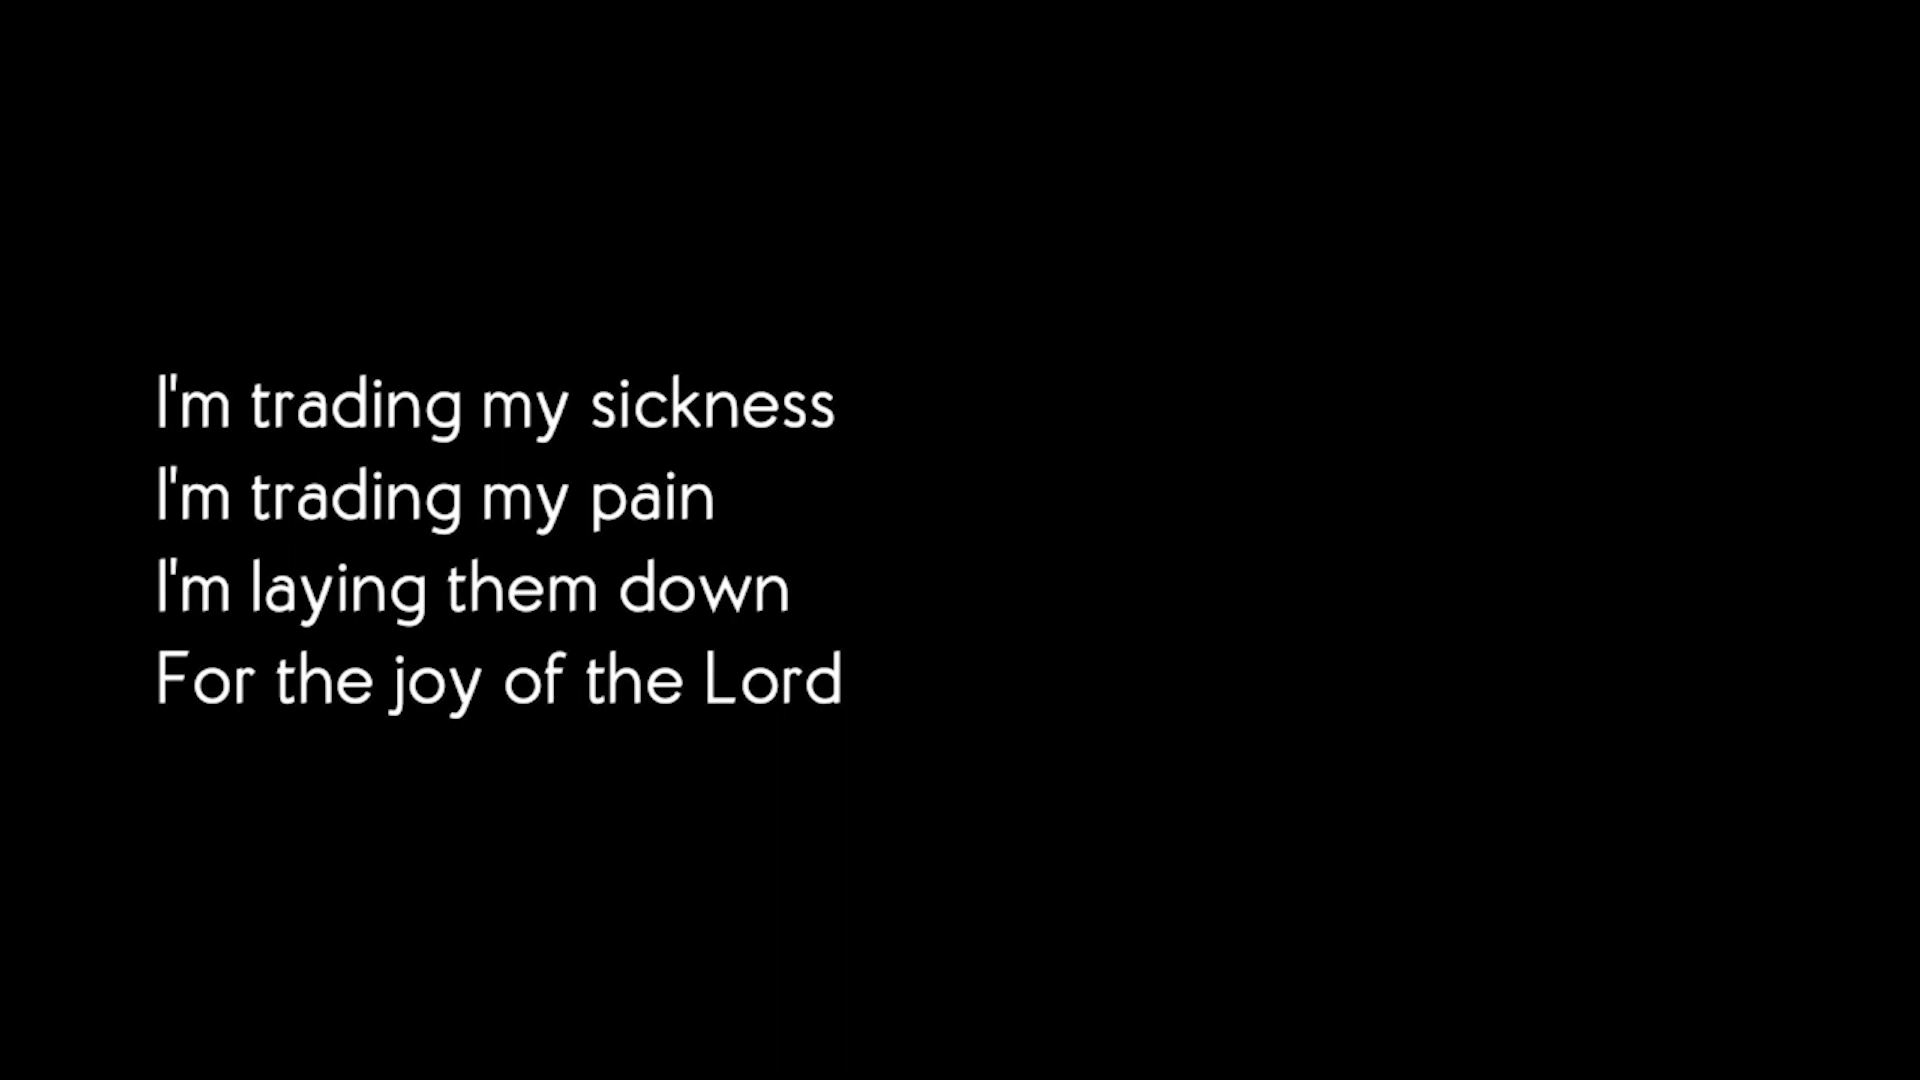 I'm trading my sickness
I'm trading my pain
I'm laying them down
For the joy of the Lord